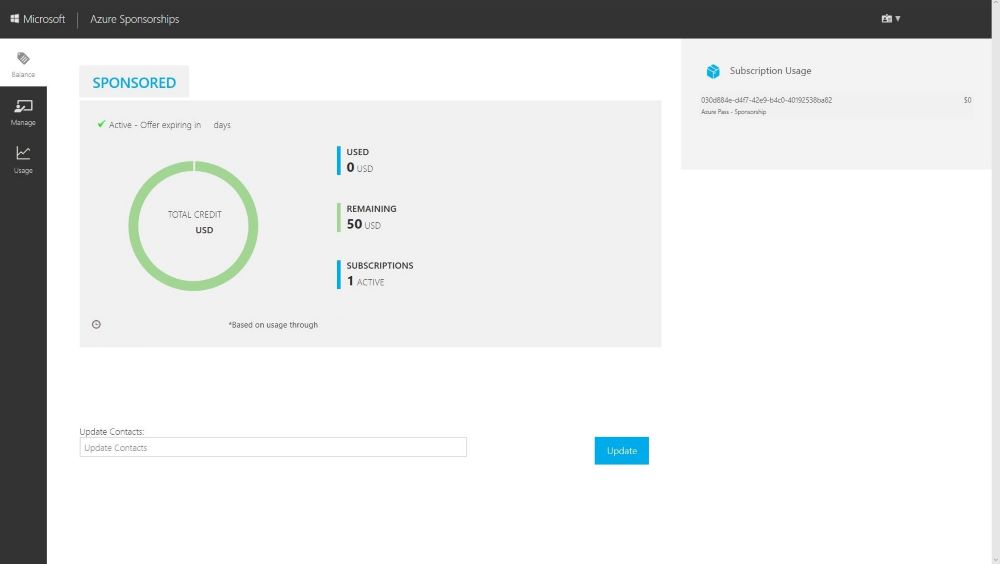 Microsoft
Azure Sponsorships
Balance
Manage
Usage
SPONSORED
Active - Offer expiring in days
TOTAL CREDIT
USD
USED
0 USD
REMAINING
50 USD
SUBSCRIPTIONS
1 ACTIVE
*Based on usage through
Subscription Usage
030d884e-d4f7-42e9-b4c0-40192538ba82 $0
Azure Pass - Sponsorship
Update Contacts:
Update Contacts
Update